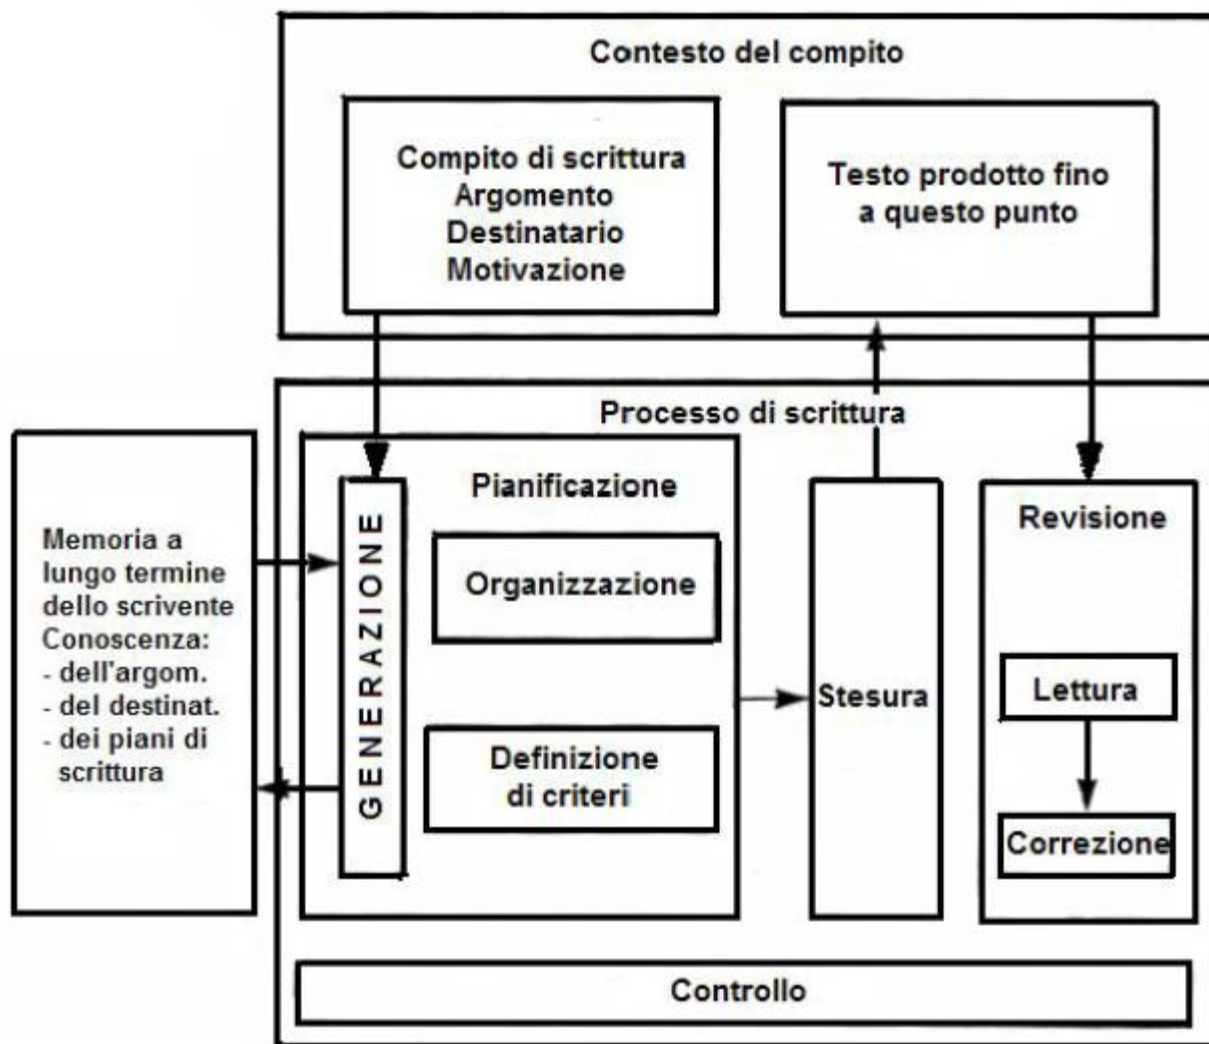 Contesto del compito
Compito di scrittura
Argomento
Destinatario
Motivazione
Testo prodotto fino
a questo punto
Processo di scrittura
Memoria a
lungo termine
dello scrivente
Conoscenza:
- dell'argom.
- del destinat.
- dei piani di
scrittura
GENERAZIONE
Pianificazione
Organizzazione
Definizione
di criteri
Stesura
Revisione
Lettura
Correzione
Controllo